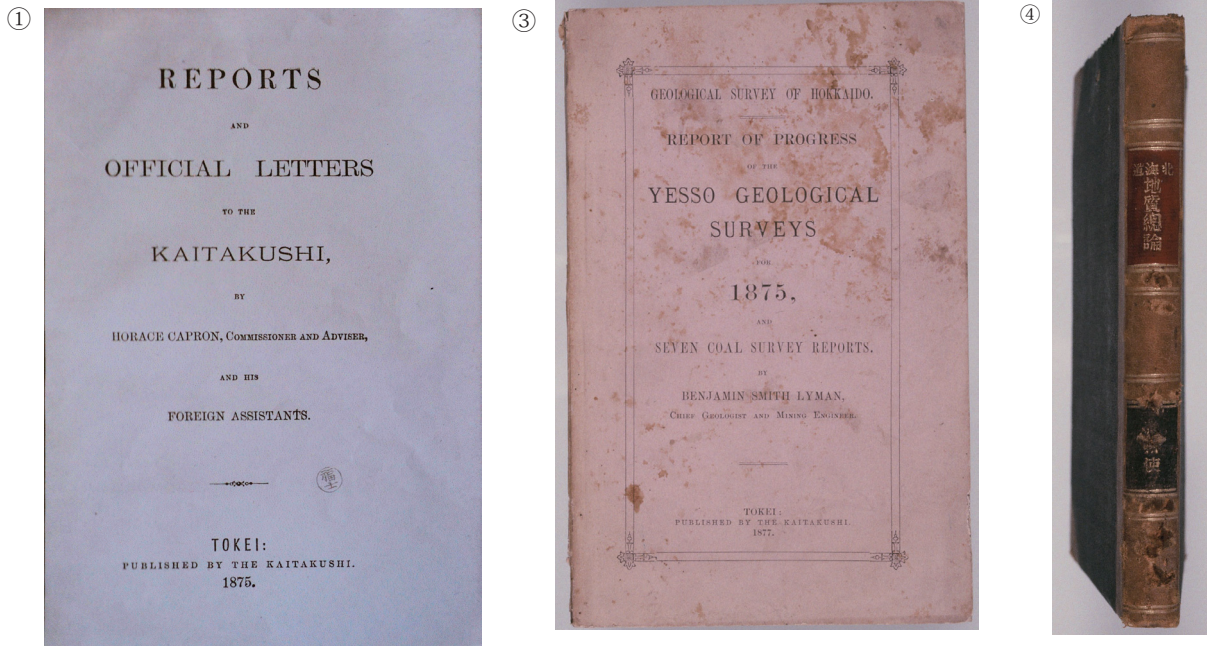 ①
REPORTS
AND
OFFICIAL LETTERS
TO THE
KAITAKUSHI,
BY
HORACE CAPRON, COMMISSIONER AND ADVISER,
AND HIS
FOREIGN ASSISTANTS.
TOKEI:
PUBLISHED BY THE KAITAKUSHI.
1875.
③
GEOLOGICAL SURVEY OF HOKKAIDO.
REPORT OF PROGRESS
OF THE
YESSO GEOLOGICAL
SURVEYS
FOR
1875,
AND
SEVEN COAL SURVEY REPORTS.
BY
BENJAMIN SMITH LYMAN,
CHIEF GEOLOGIST AND MINING ENGINEER.
TOKEI:
PUBLISHED BY THE KAITAKUSHI.
1877.
④
北海道
地質總論
使